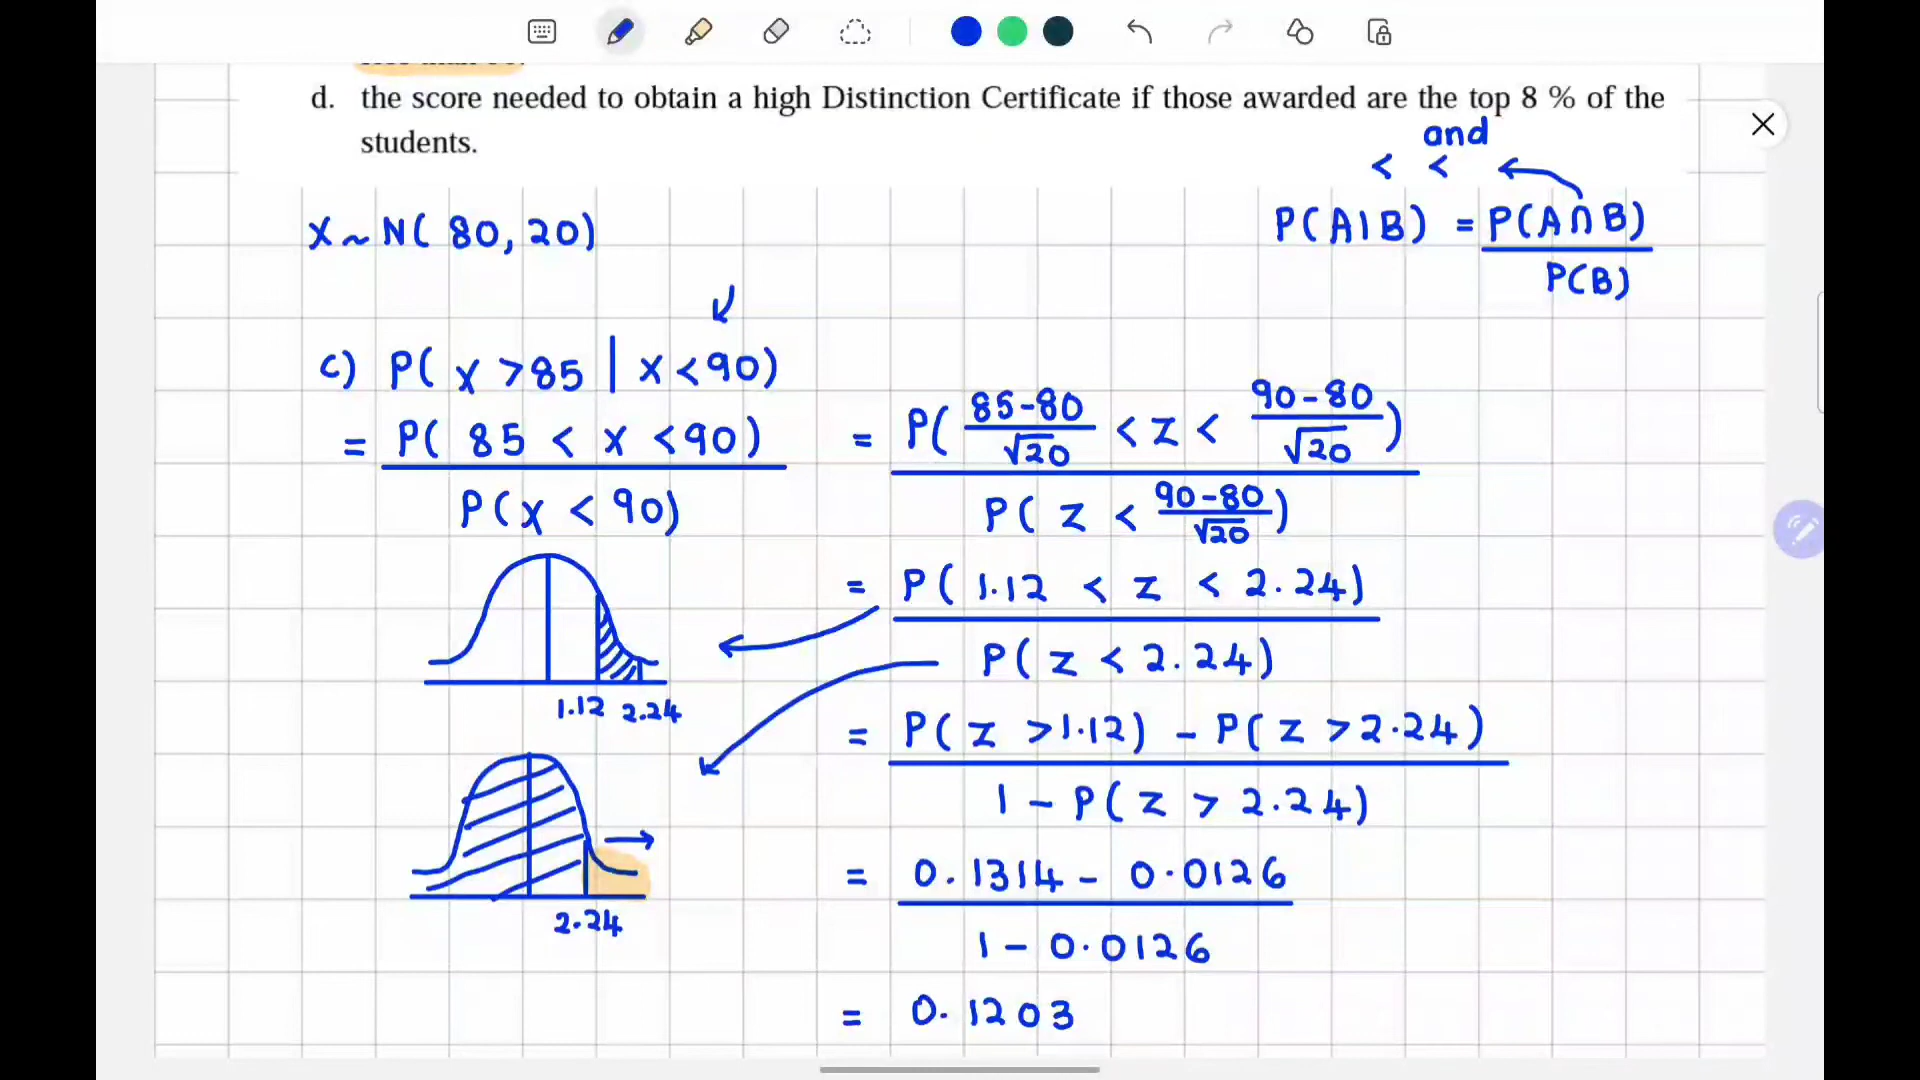 d. the score needed to obtain a high Distinction Certificate if those awarded are the top 8 % of the
students.
and
< <
X ~ N( 80, 20)
P(A|B) = P(A∩B)
P(B)
c) P( X > 85 | X < 90)
= P( 85 < X < 90)
P( X < 90)
= P( 85-80/√20 < Z < 90-80/√20 )
P( Z < 90-80/√20 )
= P( 1.12 < Z < 2.24)
P( Z < 2.24)
1.12 2.24
= P( Z > 1.12) - P( Z > 2.24)
1 - P( Z > 2.24)
2.24
= 0.1314 - 0.0126
1 - 0.0126
= 0.1203